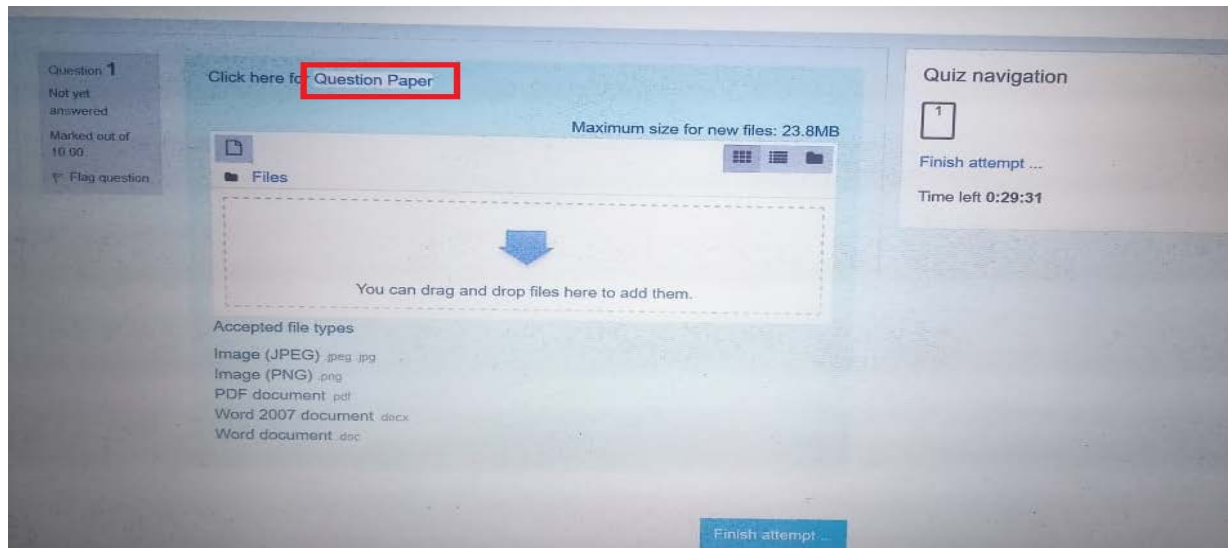 Question 1
Not yet
answered
Marked out of
10.00
Flag question
Click here for Question Paper
Maximum size for new files: 23.8MB
Files
You can drag and drop files here to add them.
Accepted file types
Image (JPEG) .jpeg .jpg
Image (PNG) .png
PDF document .pdf
Word 2007 document .docx
Word document .doc
Finish attempt ...
Quiz navigation
1
Finish attempt ...
Time left 0:29:31